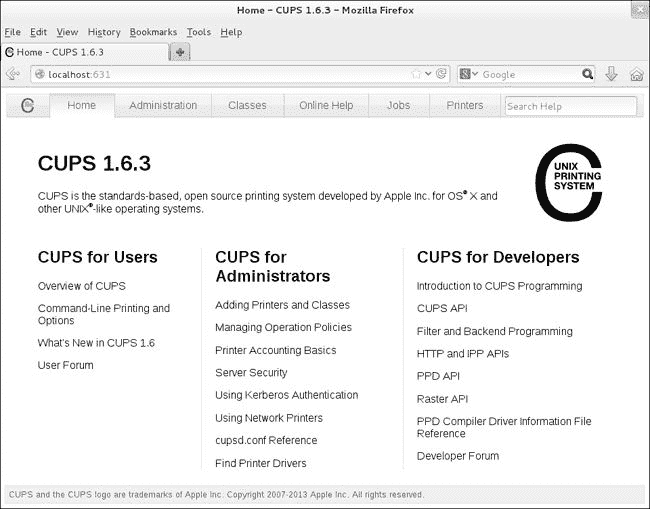 Home - CUPS 1.6.3 - Mozilla Firefox
File Edit View History Bookmarks Tools Help
Home - CUPS 1.6.3
localhost:631
Google
Home Administration Classes Online Help Jobs Printers Search Help
CUPS 1.6.3
CUPS is the standards-based, open source printing system developed by Apple Inc. for OS® X and
other UNIX®-like operating systems.
UNIX
PRINTING
SYSTEM
CUPS for Users
Overview of CUPS
Command-Line Printing and
Options
What's New in CUPS 1.6
User Forum
CUPS for
Administrators
Adding Printers and Classes
Managing Operation Policies
Printer Accounting Basics
Server Security
Using Kerberos Authentication
Using Network Printers
cupsd.conf Reference
Find Printer Drivers
CUPS for Developers
Introduction to CUPS Programming
CUPS API
Filter and Backend Programming
HTTP and IPP APIs
PPD API
Raster API
PPD Compiler Driver Information File
Reference
Developer Forum
CUPS and the CUPS logo are trademarks of Apple Inc. Copyright 2007-2013 Apple Inc. All rights reserved.